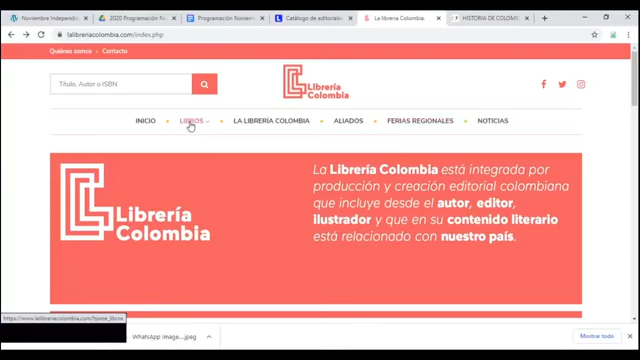 Noviembre Independi
2020 Programación N
Programación Noviem
Catálogo de editoriale
La librería Colombia.
HISTORIA DE COLOM
lalibreriacolombia.com/index.php
Quiénes somos • Contacto
Título, Autor o ISBN
Librería
Colombia
INICIO
LIBROS
LA LIBRERÍA COLOMBIA
ALIADOS
FERIAS REGIONALES
NOTICIAS
Librería
Colombia
La Librería Colombia está integrada por
producción y creación editorial colombiana
que incluye desde el autor, editor,
ilustrador y que en su contenido literario
está relacionado con nuestro país.
https://www.lalibreriacolombia.com/home_libros
WhatsApp Image....jpeg
Mostrar todo